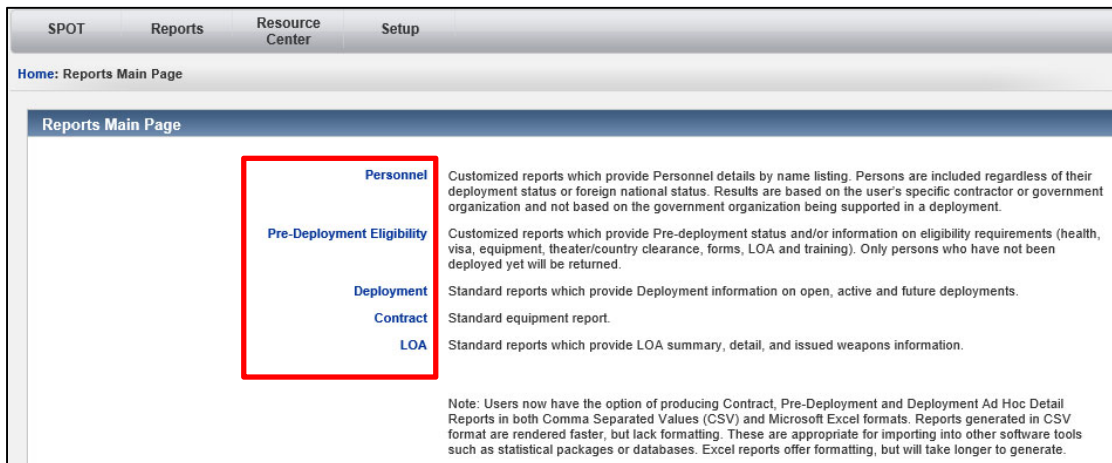 SPOT Reports Resource Center Setup
Home: Reports Main Page
Reports Main Page
Personnel Customized reports which provide Personnel details by name listing. Persons are included regardless of their
deployment status or foreign national status. Results are based on the user's specific contractor or government
organization and not based on the government organization being supported in a deployment.
Pre-Deployment Eligibility Customized reports which provide Pre-deployment status and/or information on eligibility requirements (health,
visa, equipment, theater/country clearance, forms, LOA and training). Only persons who have not been
deployed yet will be returned.
Deployment Standard reports which provide Deployment information on open, active and future deployments.
Contract Standard equipment report.
LOA Standard reports which provide LOA summary, detail, and issued weapons information.
Note: Users now have the option of producing Contract, Pre-Deployment and Deployment Ad Hoc Detail
Reports in both Comma Separated Values (CSV) and Microsoft Excel formats. Reports generated in CSV
format are rendered faster, but lack formatting. These are appropriate for importing into other software tools
such as statistical packages or databases. Excel reports offer formatting, but will take longer to generate.